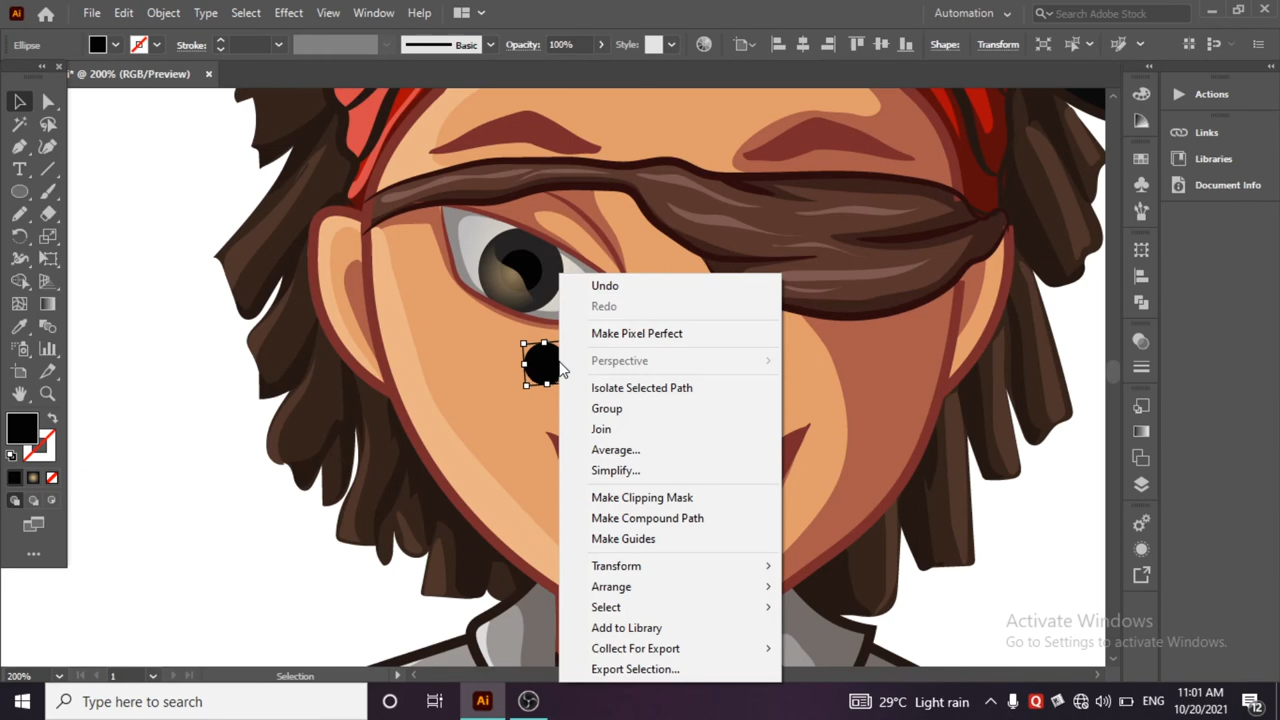 Ai File Edit Object Type Select Effect View Window Help Automation Search Adobe Stock
Ellipse Stroke: Basic Opacity: 100% Style: Shape: Transform
i* @ 200% (RGB/Preview) ×
Actions
Links
Libraries
Document Info
Undo
Redo
Make Pixel Perfect
Perspective
Isolate Selected Path
Group
Join
Average...
Simplify...
Make Clipping Mask
Make Compound Path
Make Guides
Transform
Arrange
Select
Add to Library
Collect For Export
Export Selection...
Activate Windows
Go to Settings to activate Windows.
200% 1 Selection
Type here to search Ai 29°C Light rain ENG 11:01 AM
10/20/2021 12